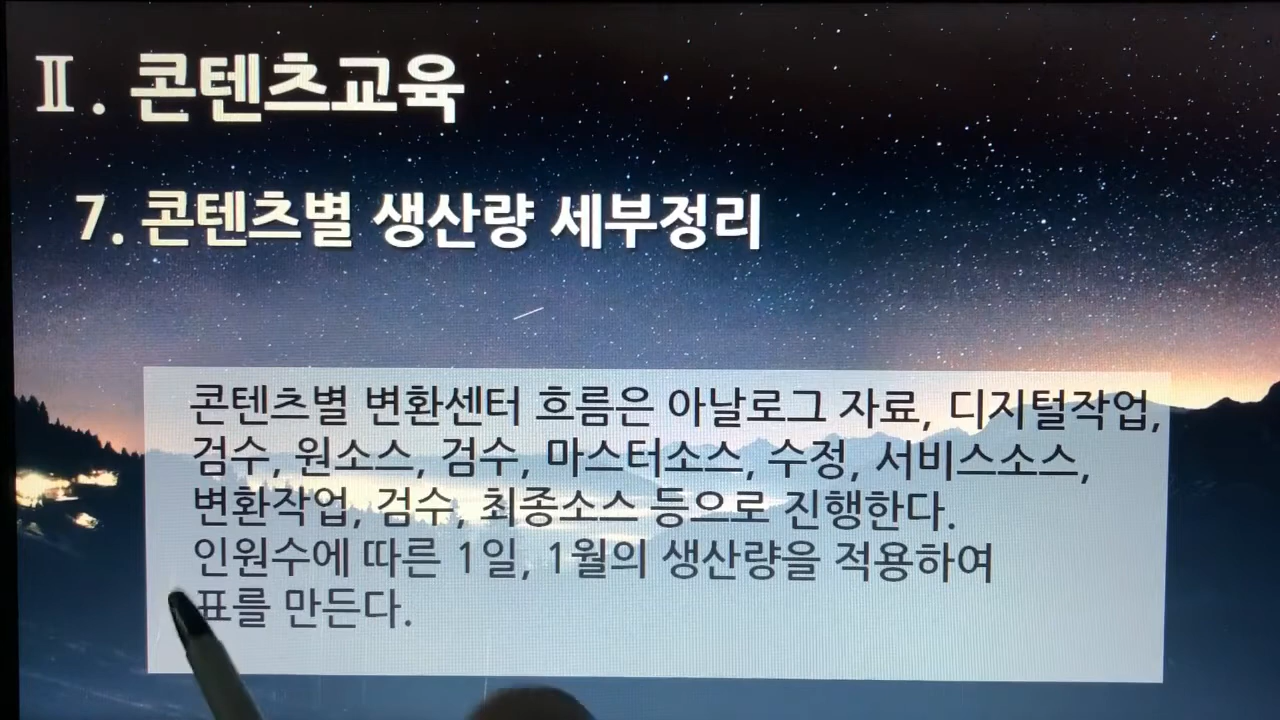 Ⅱ. 콘텐츠교육
7. 콘텐츠별 생산량 세부정리
콘텐츠별 변환센터 흐름은 아날로그 자료, 디지털작업,
검수, 원소스, 검수, 마스터소스, 수정, 서비스소스,
변환작업, 검수, 최종소스 등으로 진행한다.
인원수에 따른 1일, 1월의 생산량을 적용하여
표를 만든다.